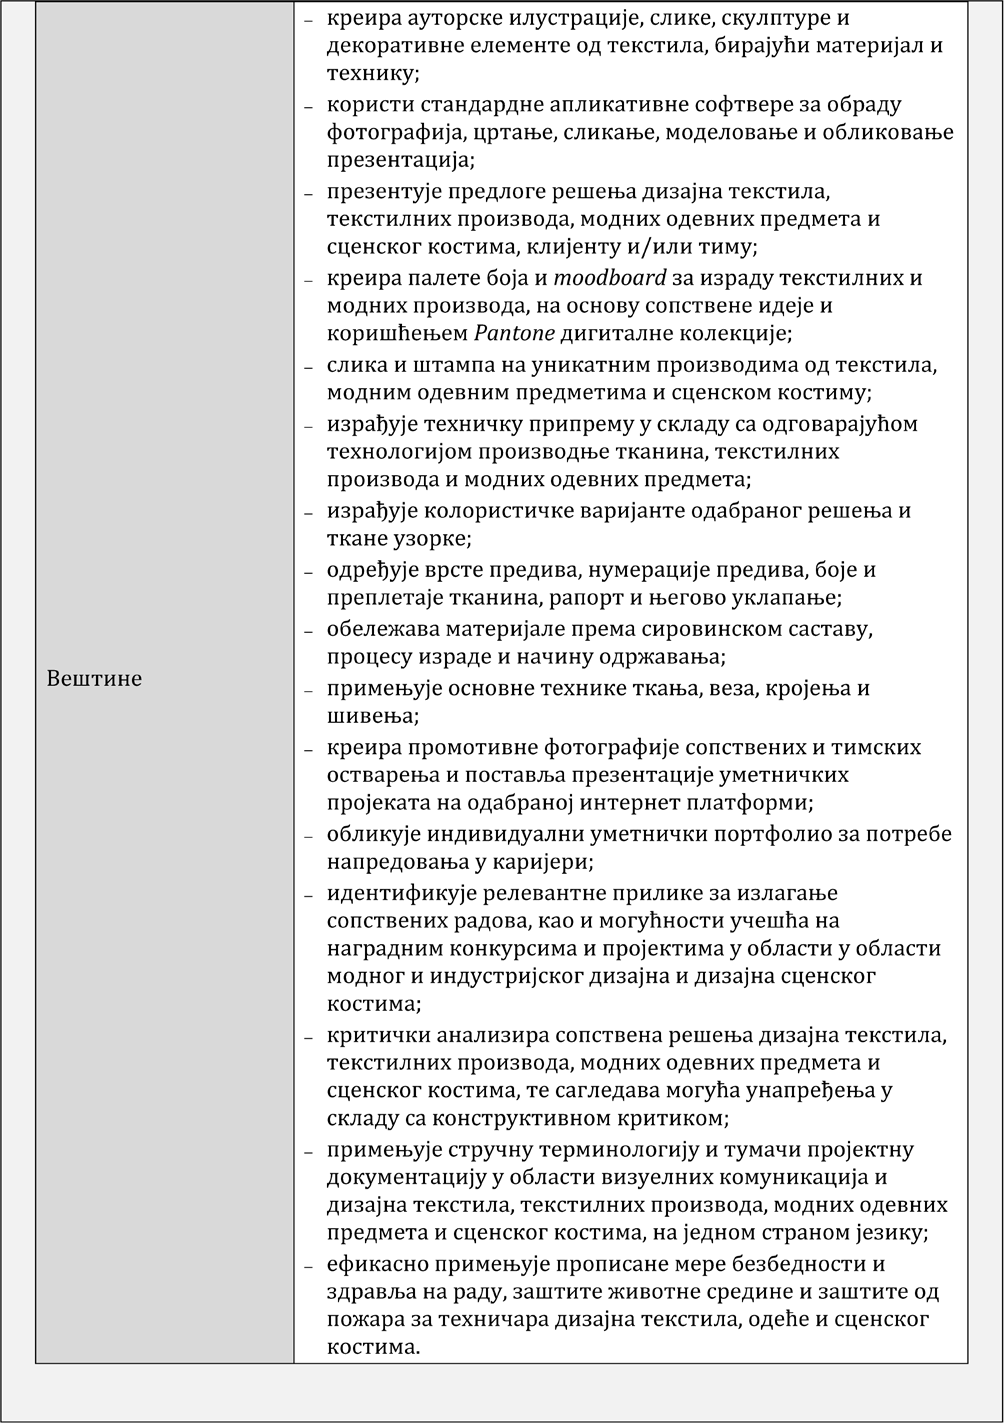 – креира ауторске илустрације, слике, скулптуре и
декоративне елементе од текстила, бирајући материјал и
технику;
– користи стандардне апликативне софтвере за обраду
фотографија, цртање, сликање, моделовање и обликовање
презентација;
– презентује предлоге решења дизајна текстила,
текстилних производа, модних одевних предмета и
сценског костима, клијенту и/или тиму;
– креира палете боја и moodboard за израду текстилних и
модних производа, на основу сопствене идеје и
коришћењем Pantone дигиталне колекције;
– слика и штампа на уникатним производима од текстила,
модним одевним предметима и сценском костиму;
– израђује техничку припрему у складу са одговарајућом
технологијом производње тканина, текстилних
производа и модних одевних предмета;
– израђује колористичке варијанте одабраног решења и
ткане узорке;
– одређује врсте предива, нумерације предива, боје и
преплетаје тканина, рапорт и његово уклапање;
– обележава материјале према сировинском саставу,
процесу израде и начину одржавања;
Вештине
– примењује основне технике ткања, веза, кројења и
шивења;
– креира промотивне фотографије сопствених и тимских
остварења и поставља презентације уметничких
пројеката на одабраној интернет платформи;
– обликује индивидуални уметнички портфолио за потребе
напредовања у каријери;
– идентификује релевантне прилике за излагање
сопствених радова, као и могућности учешћа на
наградним конкурсима и пројектима у области у области
модног и индустријског дизајна и дизајна сценског
костима;
– критички анализира сопствена решења дизајна текстила,
текстилних производа, модних одевних предмета и
сценског костима, те сагледава могућа унапређења у
складу са конструктивном критиком;
– примењује стручну терминологију и тумачи пројектну
документацију у области визуелних комуникација и
дизајна текстила, текстилних производа, модних одевних
предмета и сценског костима, на једном страном језику;
– ефикасно примењује прописане мере безбедности и
здравља на раду, заштите животне средине и заштите од
пожара за техничара дизајна текстила, одеће и сценског
костима.